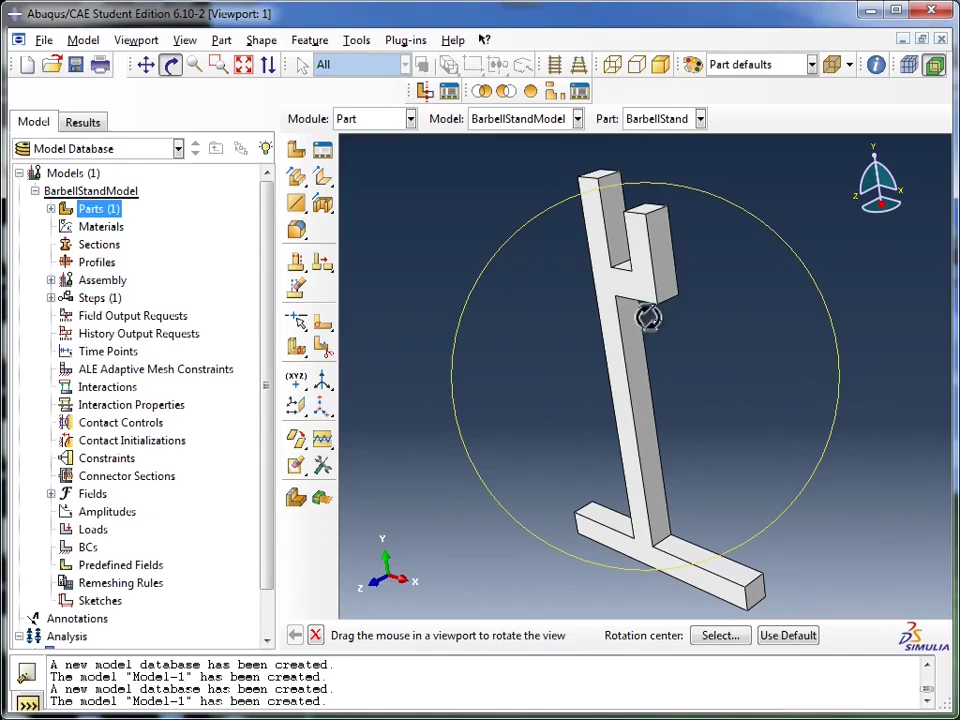 Abaqus/CAE Student Edition 6.10-2 [Viewport: 1]
File Model Viewport View Part Shape Feature Tools Plug-ins Help
All Part defaults
Module: Part Model: BarbellStandModel Part: BarbellStand
Model Results
Model Database
Models (1)
BarbellStandModel
Parts (1)
Materials
Sections
Profiles
Assembly
Steps (1)
Field Output Requests
History Output Requests
Time Points
ALE Adaptive Mesh Constraints
Interactions
Interaction Properties
Contact Controls
Contact Initializations
Constraints
Connector Sections
Fields
Amplitudes
Loads
BCs
Predefined Fields
Remeshing Rules
Sketches
Annotations
Analysis
(XYZ)
Y
Z X
Y
Z X
Drag the mouse in a viewport to rotate the view Rotation center: Select... Use Default
SIMULIA
A new model database has been created.
The model "Model-1" has been created.
A new model database has been created.
The model "Model-1" has been created.
>>>